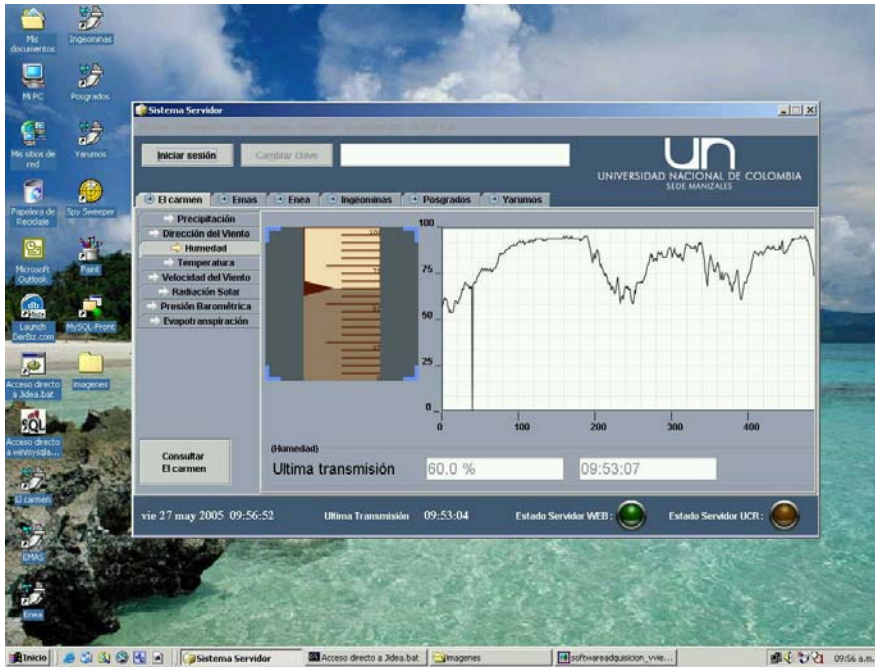 Mis documentos
Ingeominas
Mi PC
Posgrados
Mis sitios de red
Yarumos
Papelera de Reciclaje
Spy Sweeper
Microsoft Outlook
Paint
Launch DerBiz.com
MySQL-Front
Acceso directo a Jidea.bat
imagenes
Acceso directo a winmysqla...
El carmen
EMAS
Enea
Sistema Servidor
Iniciar sesión
Cambiar clave
un
UNIVERSIDAD NACIONAL DE COLOMBIA
SEDE MANIZALES
El carmen
Emas
Enea
Ingeominas
Posgrados
Yarumos
Precipitación
Dirección del Viento
Humedad
Temperatura
Velocidad del Viento
Radiación Solar
Presión Barométrica
Evapotranspiración
100
75
50
25
0
0 100 200 300 400
Consultar El carmen
(Humedad)
Ultima transmisión 60.0 % 09:53:07
vie 27 may 2005 09:56:52 Ultima Transmisión 09:53:04 Estado Servidor WEB : Estado Servidor UCR :
Inicio Sistema Servidor Acceso directo a Jidea.bat imagenes softwareadquisicion_vvie... 09:56 a.m.